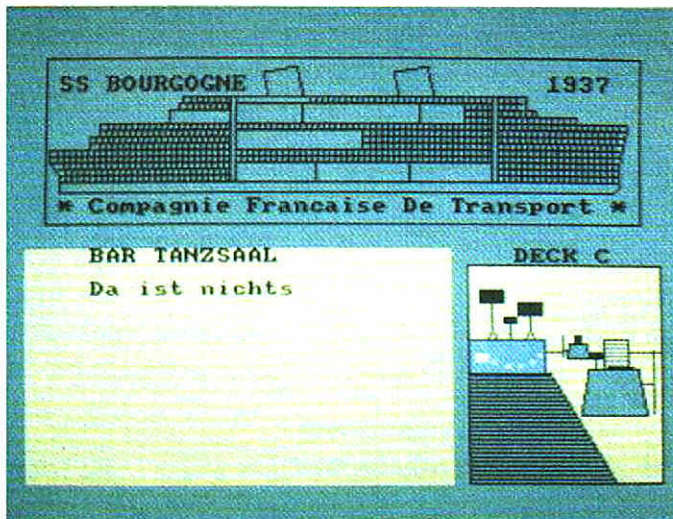 SS BOURGOGNE 1937
* Compagnie Francaise De Transport *
BAR TANZSAAL
Da ist nichts
DECK C